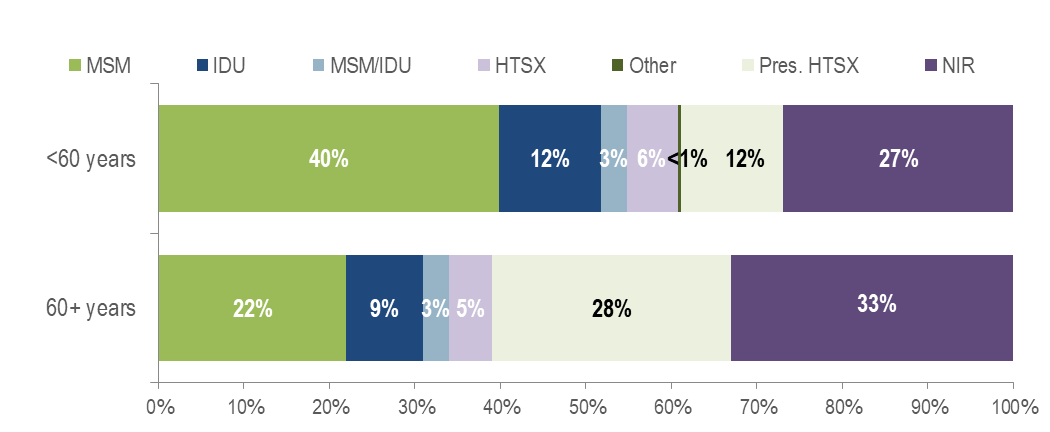 MSM IDU MSM/IDU HTSX Other Pres. HTSX NIR
<60 years 40% 12% 3% 6% <1% 12% 27%
60+ years 22% 9% 3% 5% 28% 33%
0% 10% 20% 30% 40% 50% 60% 70% 80% 90% 100%